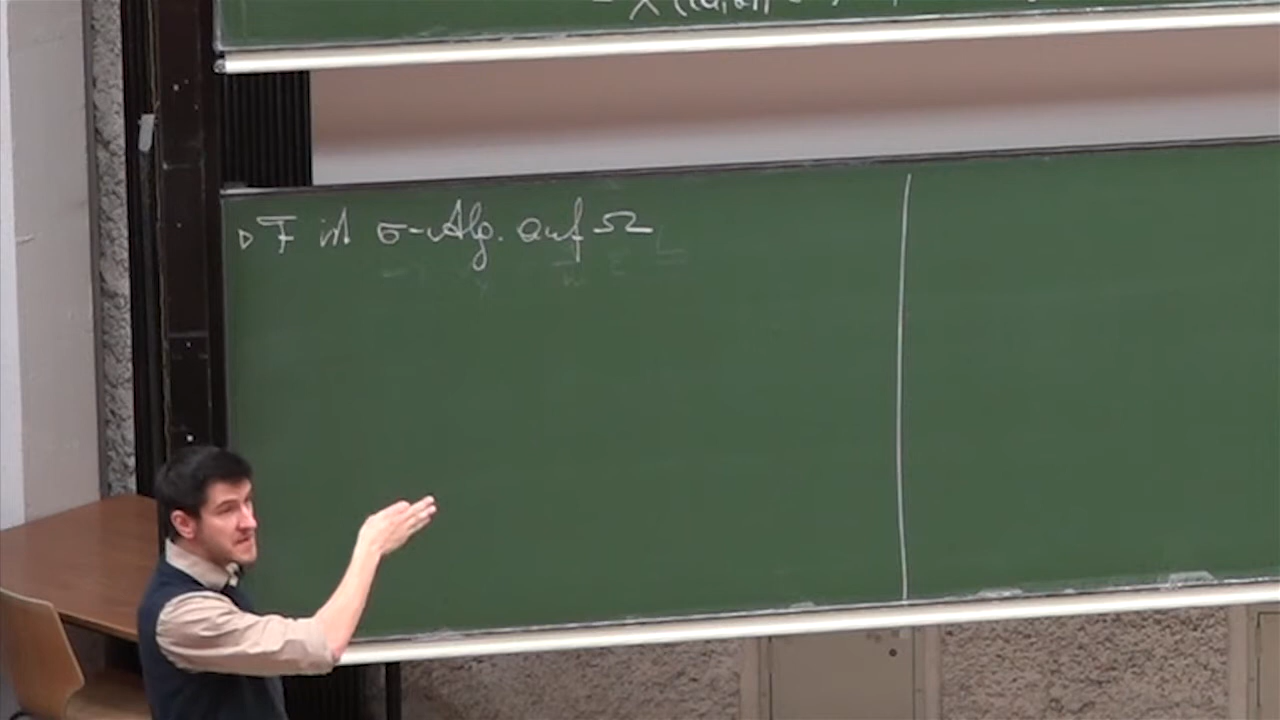 ▷ F ist σ-Alg. auf Ω